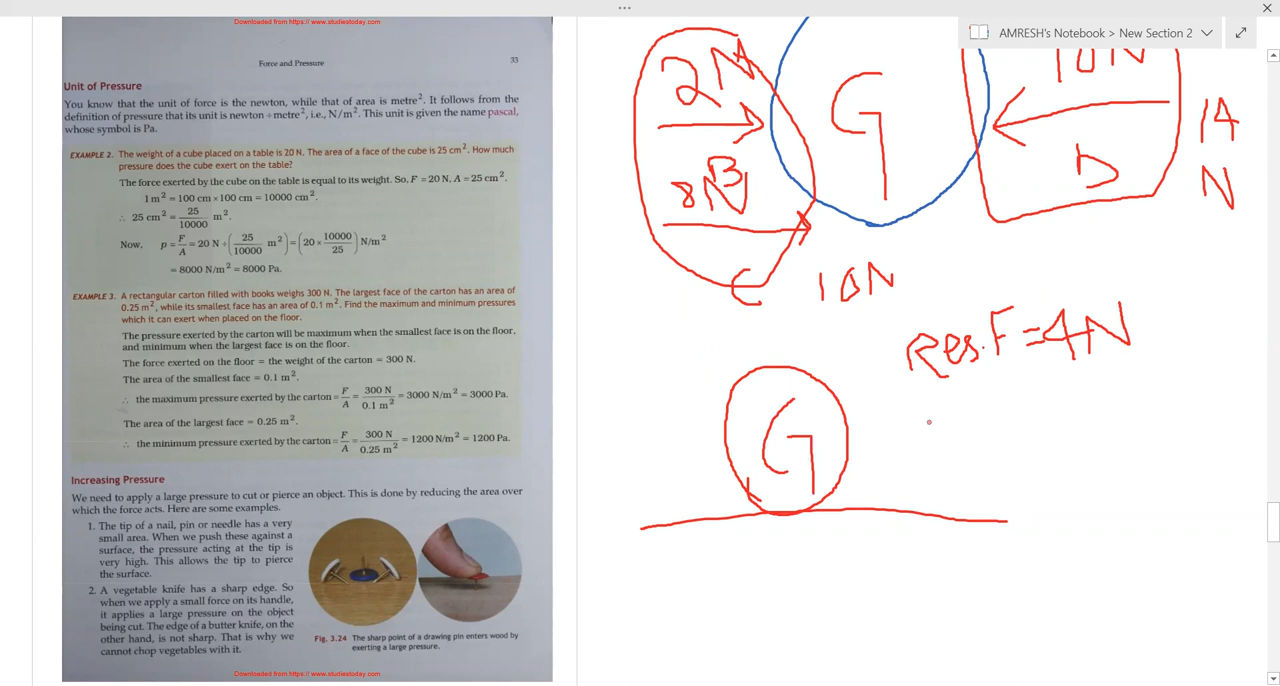 Downloaded from https:// www.studiestoday.com
Force and Pressure 33
Unit of Pressure
You know that the unit of force is the newton, while that of area is metre². It follows from the
definition of pressure that its unit is newton ÷ metre², i.e., N/m². This unit is given the name pascal,
whose symbol is Pa.
EXAMPLE 2. The weight of a cube placed on a table is 20 N. The area of a face of the cube is 25 cm². How much
pressure does the cube exert on the table?
The force exerted by the cube on the table is equal to its weight. So, F = 20 N, A = 25 cm².
1 m² = 100 cm × 100 cm = 10000 cm².
∴ 25 cm² = 25/10000 m².
Now, p = F/A = 20 N ÷ (25/10000 m²) = (20 × 10000/25) N/m²
= 8000 N/m² = 8000 Pa.
EXAMPLE 3. A rectangular carton filled with books weighs 300 N. The largest face of the carton has an area of
0.25 m², while its smallest face has an area of 0.1 m². Find the maximum and minimum pressures
which it can exert when placed on the floor.
The pressure exerted by the carton will be maximum when the smallest face is on the floor,
and minimum when the largest face is on the floor.
The force exerted on the floor = the weight of the carton = 300 N.
The area of the smallest face = 0.1 m².
∴ the maximum pressure exerted by the carton = F/A = 300 N/0.1 m² = 3000 N/m² = 3000 Pa.
The area of the largest face = 0.25 m².
∴ the minimum pressure exerted by the carton = F/A = 300 N/0.25 m² = 1200 N/m² = 1200 Pa.
Increasing Pressure
We need to apply a large pressure to cut or pierce an object. This is done by reducing the area over
which the force acts. Here are some examples.
1. The tip of a nail, pin or needle has a very
small area. When we push these against a
surface, the pressure acting at the tip is
very high. This allows the tip to pierce
the surface.
2. A vegetable knife has a sharp edge. So
when we apply a small force on its handle,
it applies a large pressure on the object
being cut. The edge of a butter knife, on the
other hand, is not sharp. That is why we
cannot chop vegetables with it.
Fig. 3.24 The sharp point of a drawing pin enters wood by
exerting a large pressure.
Downloaded from https:// www.studiestoday.com
AMRESH's Notebook > New Section 2
2N
G
10N
8N
B
D
14
N
10N
Res.F=4N
G